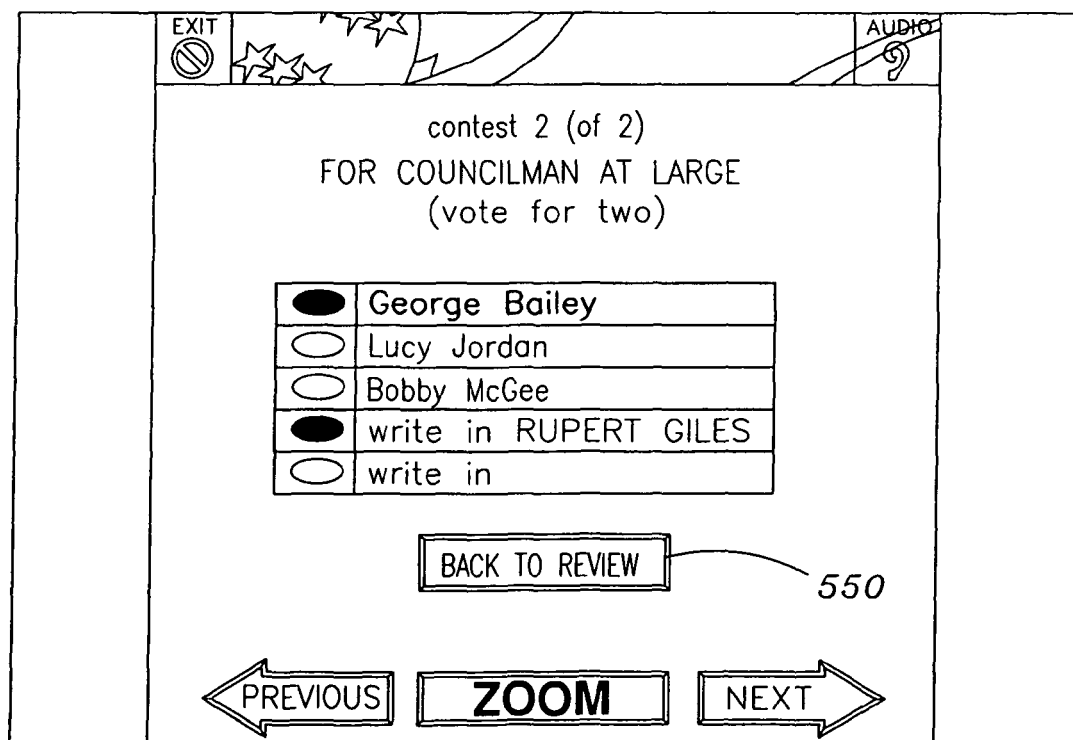 EXIT
AUDIO
contest 2 (of 2)
FOR COUNCILMAN AT LARGE
(vote for two)
George Bailey
Lucy Jordan
Bobby McGee
write in RUPERT GILES
write in
BACK TO REVIEW
550
PREVIOUS
ZOOM
NEXT